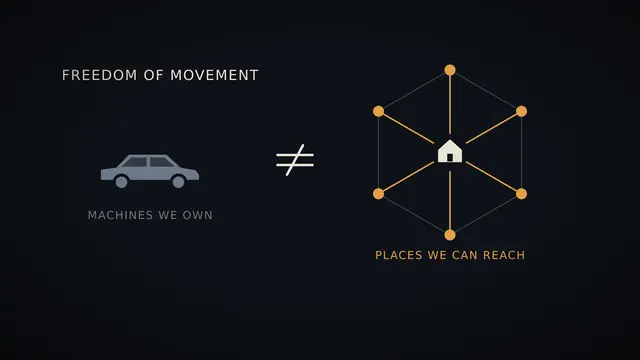 FREEDOM OF MOVEMENT
≠
MACHINES WE OWN
PLACES WE CAN REACH